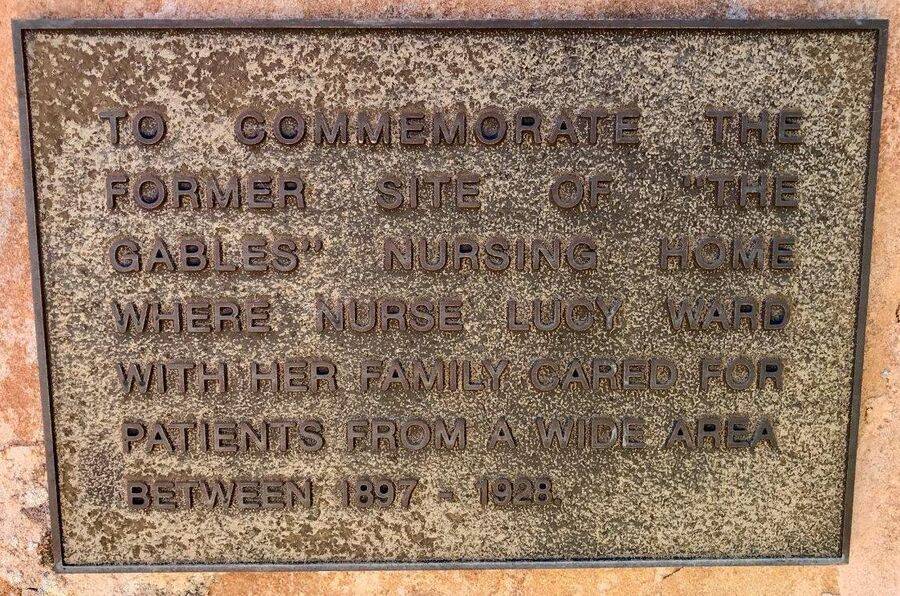 TO COMMEMORATE THE
FORMER SITE OF "THE
GABLES" NURSING HOME
WHERE NURSE LUCY WARD
WITH HER FAMILY CARED FOR
PATIENTS FROM A WIDE AREA
BETWEEN 1897 - 1928.